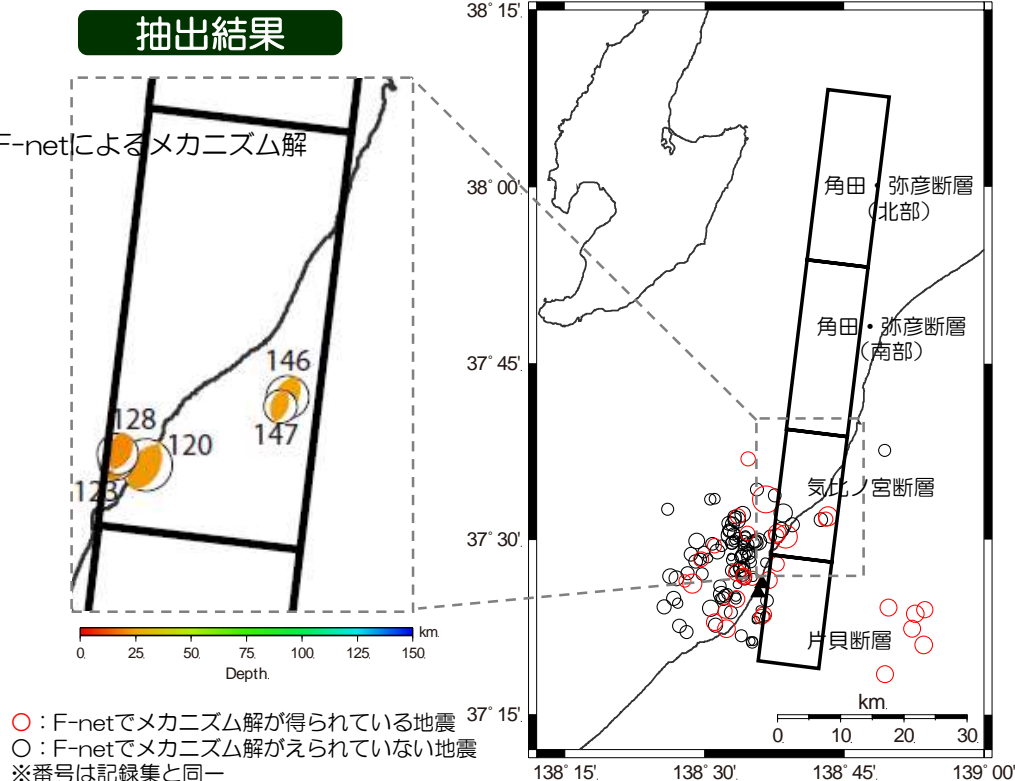 抽出結果
F-netによるメカニズム解
146
147
128
120
123
km.
0. 25. 50. 75. 100. 125. 150.
Depth.
○：F-netでメカニズム解が得られている地震
○：F-netでメカニズム解がえられていない地震
※番号は記録集と同一
38° 15'.
38° 00'.
37° 45'.
37° 30'.
37° 15'.
138° 15'.
138° 30'.
138° 45'.
139° 00'.
角田・弥彦断層
（北部）
角田・弥彦断層
（南部）
気比ノ宮断層
片貝断層
km.
0. 10. 20. 30.